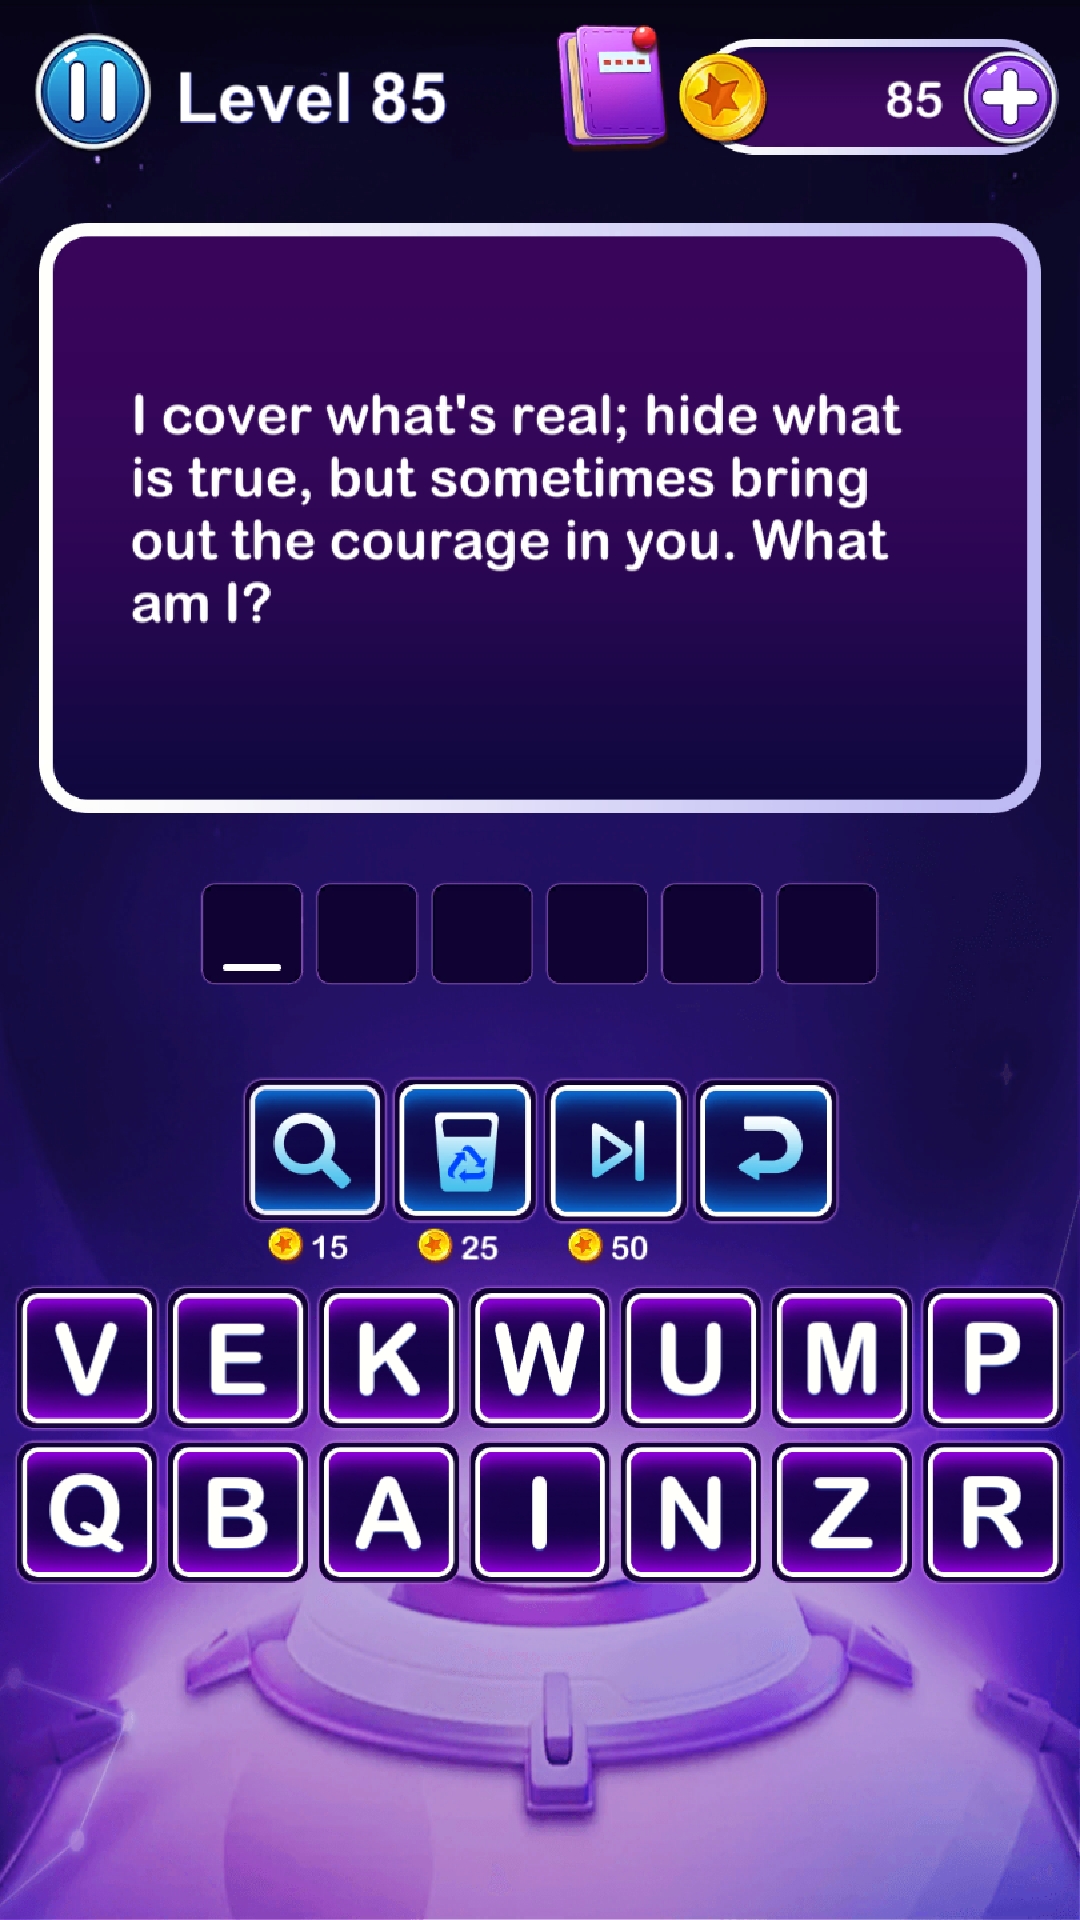 Level 85
85
I cover what's real; hide what
is true, but sometimes bring
out the courage in you. What
am I?
15 25 50
V E K W U M P
Q B A I N Z R